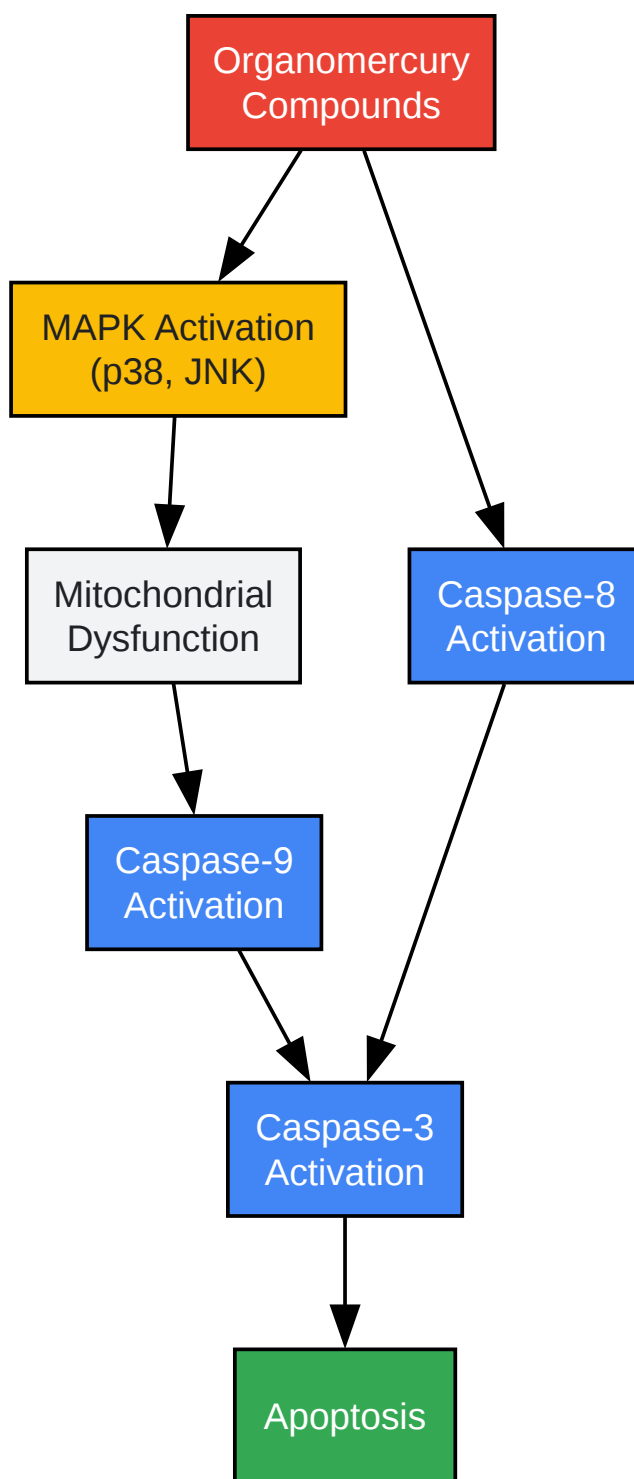 Organomercury
Compounds
MAPK Activation
(p38, JNK)
Mitochondrial
Dysfunction
Caspase-8
Activation
Caspase-9
Activation
Caspase-3
Activation
Apoptosis